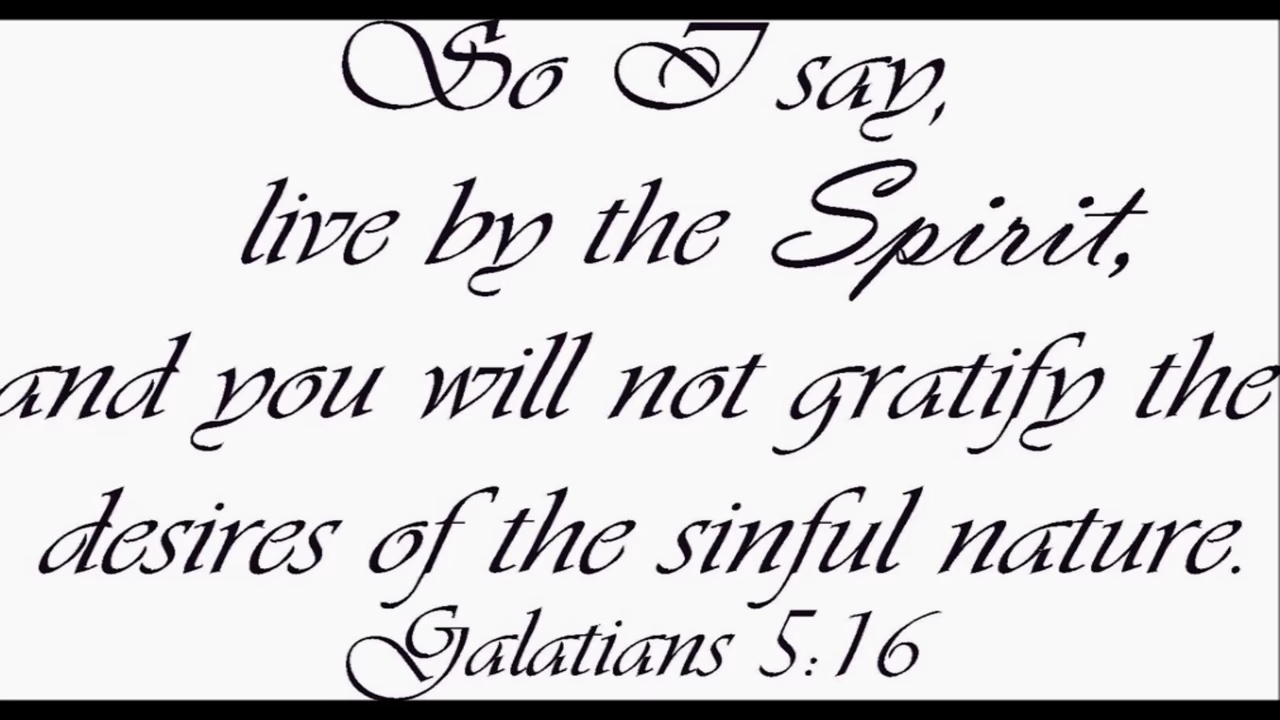 So I say,
live by the Spirit,
and you will not gratify the
desires of the sinful nature.
Galatians 5:16